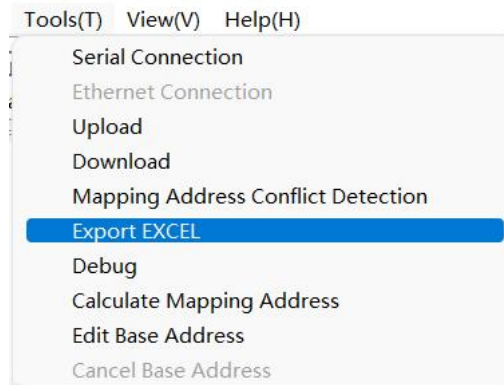 Tools(T) View(V) Help(H)
Serial Connection
Ethernet Connection
Upload
Download
Mapping Address Conflict Detection
Export EXCEL
Debug
Calculate Mapping Address
Edit Base Address
Cancel Base Address